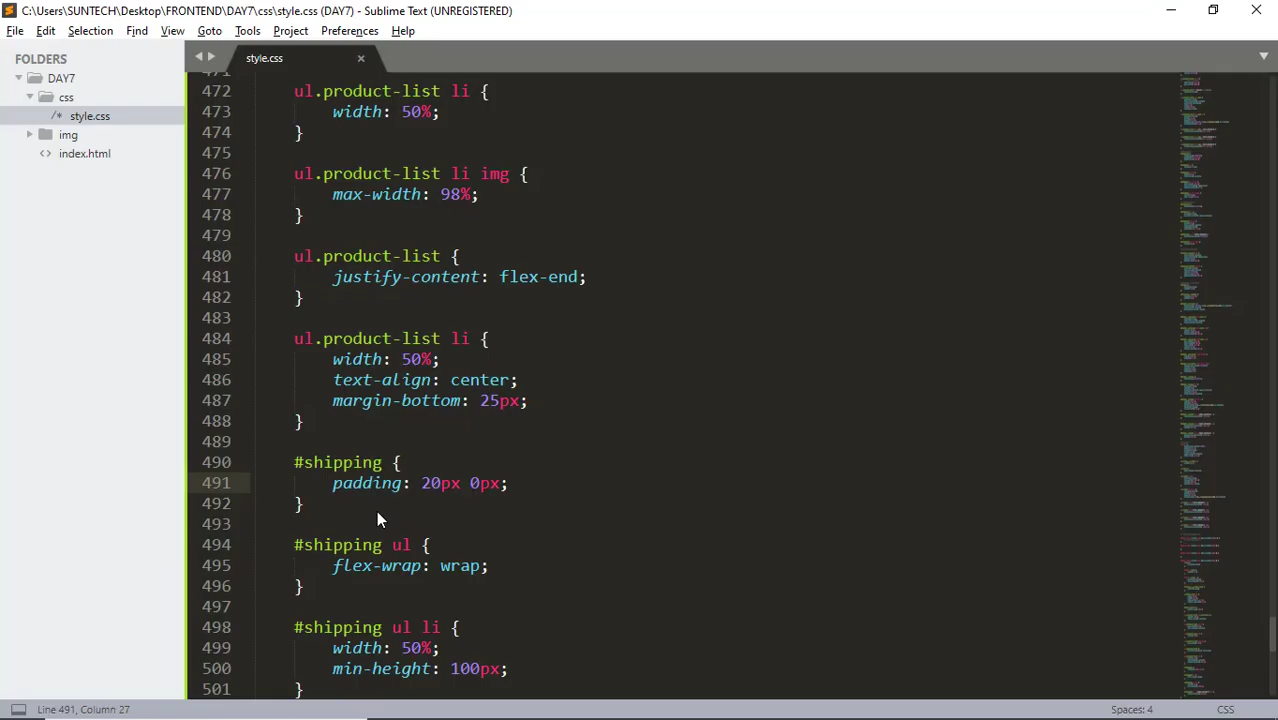 C:\Users\SUNTECH\Desktop\FRONTEND\DAY7\css\style.css (DAY7) - Sublime Text (UNREGISTERED)
File Edit Selection Find View Goto Tools Project Preferences Help
FOLDERS
DAY7
css
/* style.css
img
<> index.html
style.css ×
471
472 ul.product-list li {
473 width: 50%;
474 }
475
476 ul.product-list li img {
477 max-width: 98%;
478 }
479
480 ul.product-list {
481 justify-content: flex-end;
482 }
483
484 ul.product-list li {
485 width: 50%;
486 text-align: center;
487 margin-bottom: 25px;
488 }
489
490 #shipping {
491 padding: 20px 0px;
492 }
493
494 #shipping ul {
495 flex-wrap: wrap;
496 }
497
498 #shipping ul li {
499 width: 50%;
500 min-height: 100px;
501 }
Line 491, Column 27
Spaces: 4
CSS